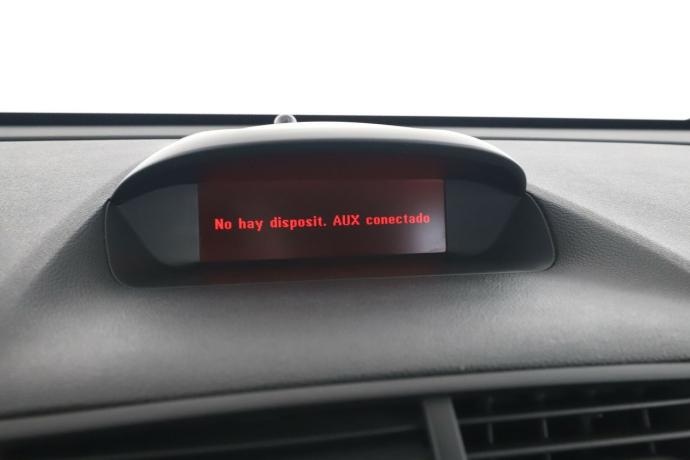 No hay disposit. AUX conectado